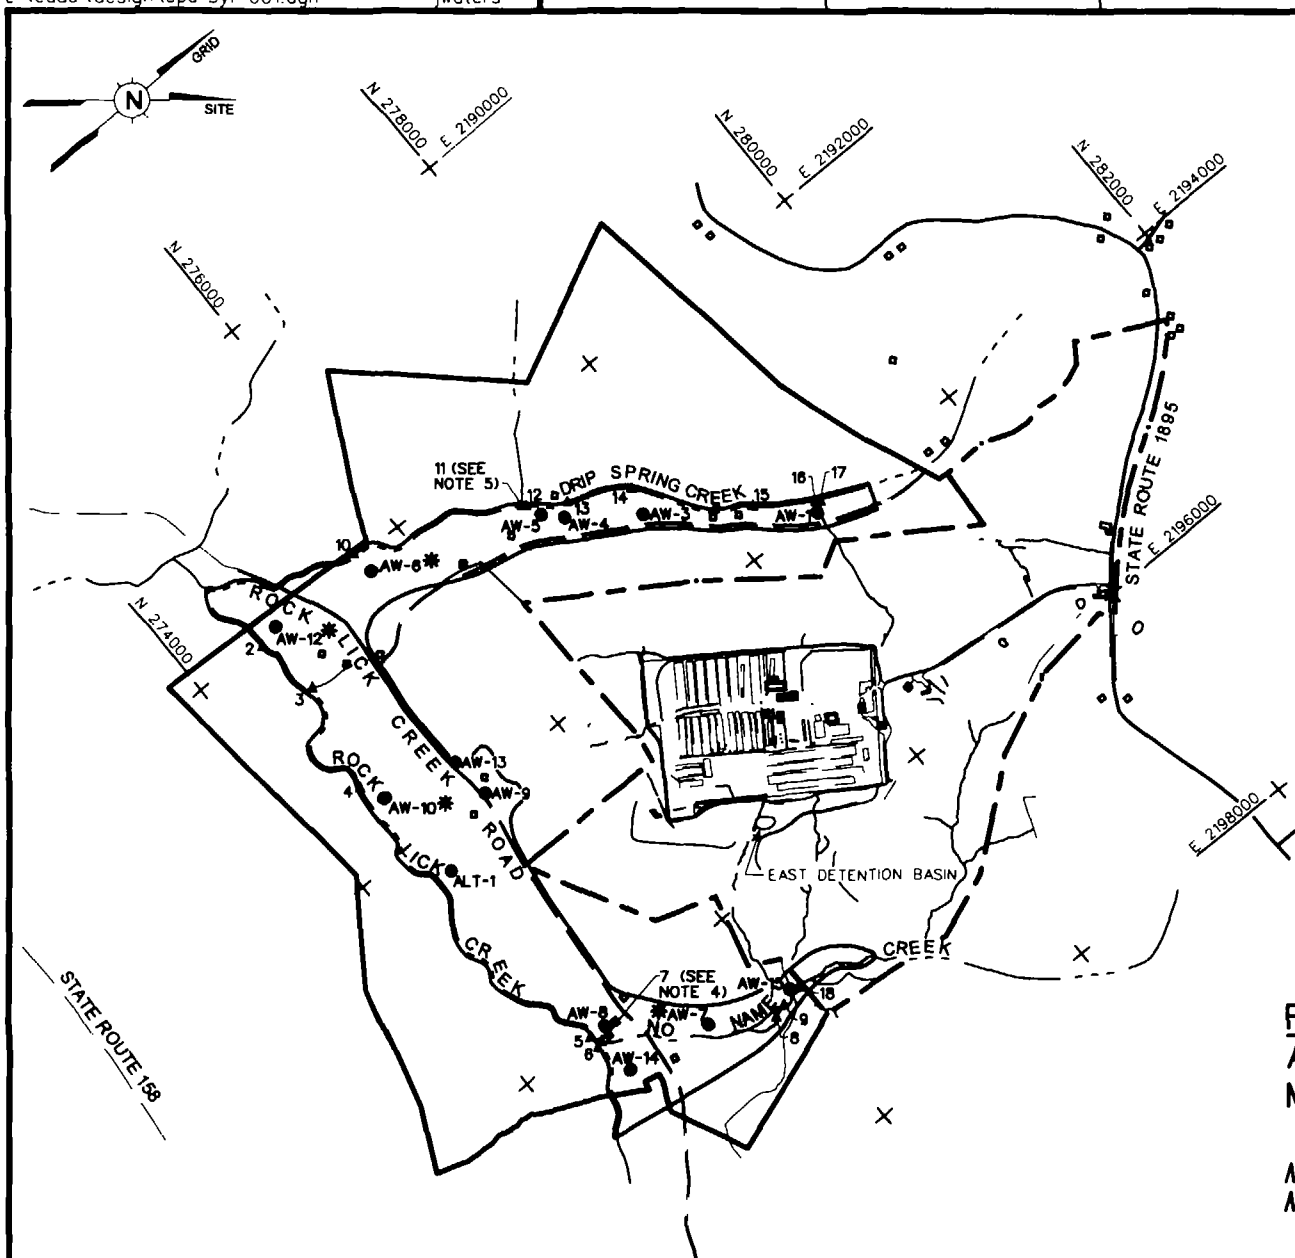 jwaters
GRID
N
SITE
N 278000
E 2190000
N 280000
E 2192000
N 282000
E 2194000
N 276000
STATE ROUTE 1895
11 (SEE
NOTE 5)
12
DRIP SPRING CREEK
13
14
15
16
17
AW-5
AW-4
AW-3
AW-1
E 2196000
10
AW-6*
ROCK LICK CREEK ROAD
N 274000
2
AW-12*
3
AW-13
ROCK LICK CREEK
4
AW-10*
AW-9
E 2198000
ALT-1
EAST DETENTION BASIN
CREEK
STATE ROUTE 158
7 (SEE
NOTE 4)
AW-15
18
AW-8
*AW-7
NO NAME
9
5
8
6
AW-14